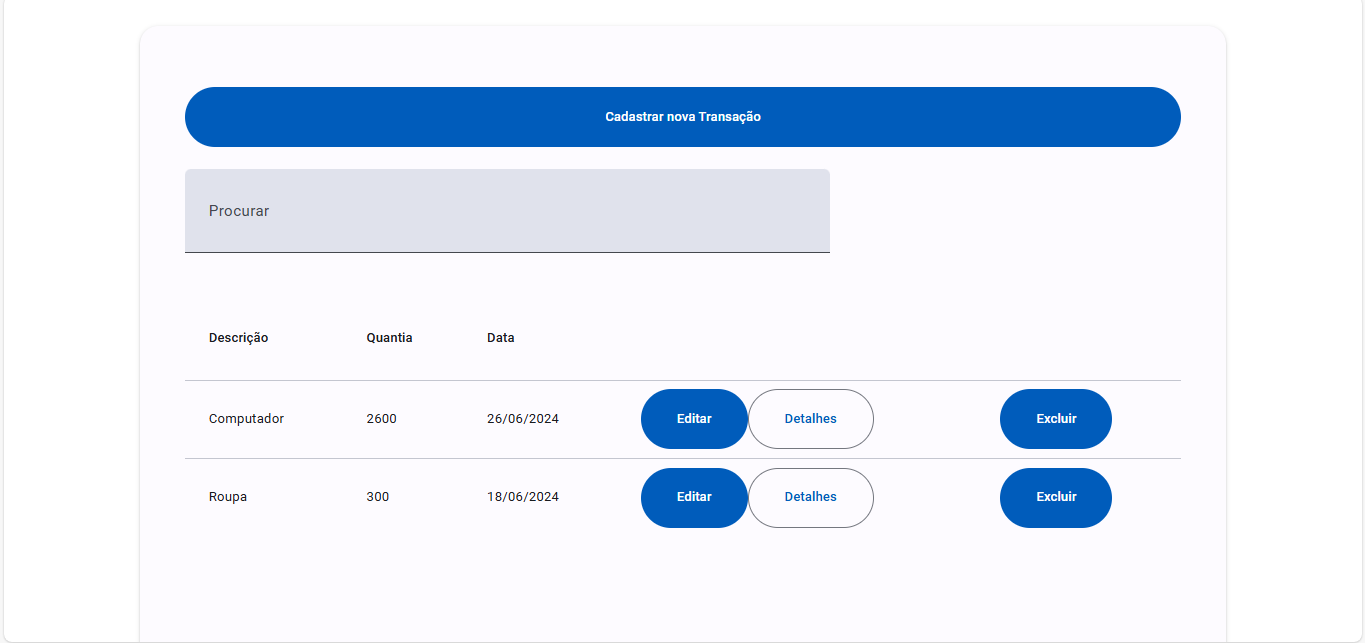 Cadastrar nova Transação
Procurar
Descrição Quantia Data
Computador 2600 26/06/2024 Editar Detalhes Excluir
Roupa 300 18/06/2024 Editar Detalhes Excluir